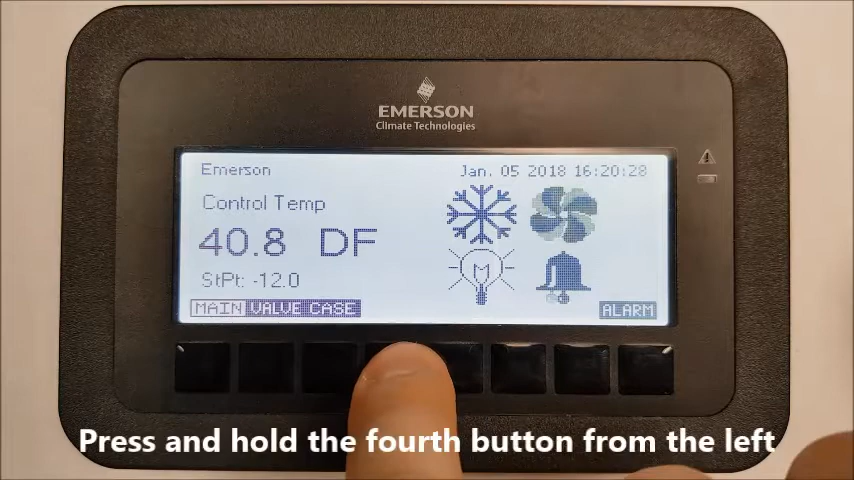 EMERSON
Climate Technologies
Emerson
Jan. 05 2018 16:20:28
Control Temp
40.8 DF
M
StPt: -12.0
MAIN VALVE CASE
ALARM
Press and hold the fourth button from the left